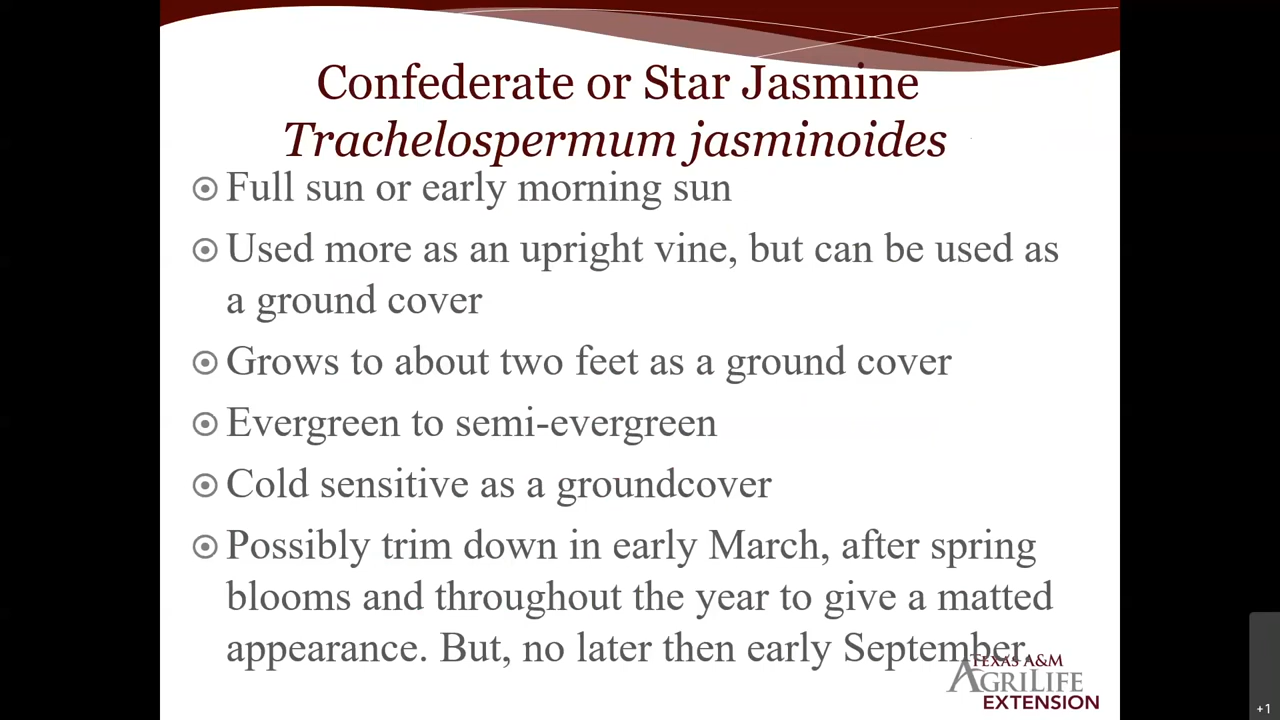 Confederate or Star Jasmine
Trachelospermum jasminoides
Full sun or early morning sun
Used more as an upright vine, but can be used as
a ground cover
Grows to about two feet as a ground cover
Evergreen to semi-evergreen
Cold sensitive as a groundcover
Possibly trim down in early March, after spring
blooms and throughout the year to give a matted
appearance. But, no later then early September.
TEXAS A&M
AGRILIFE
EXTENSION
+1